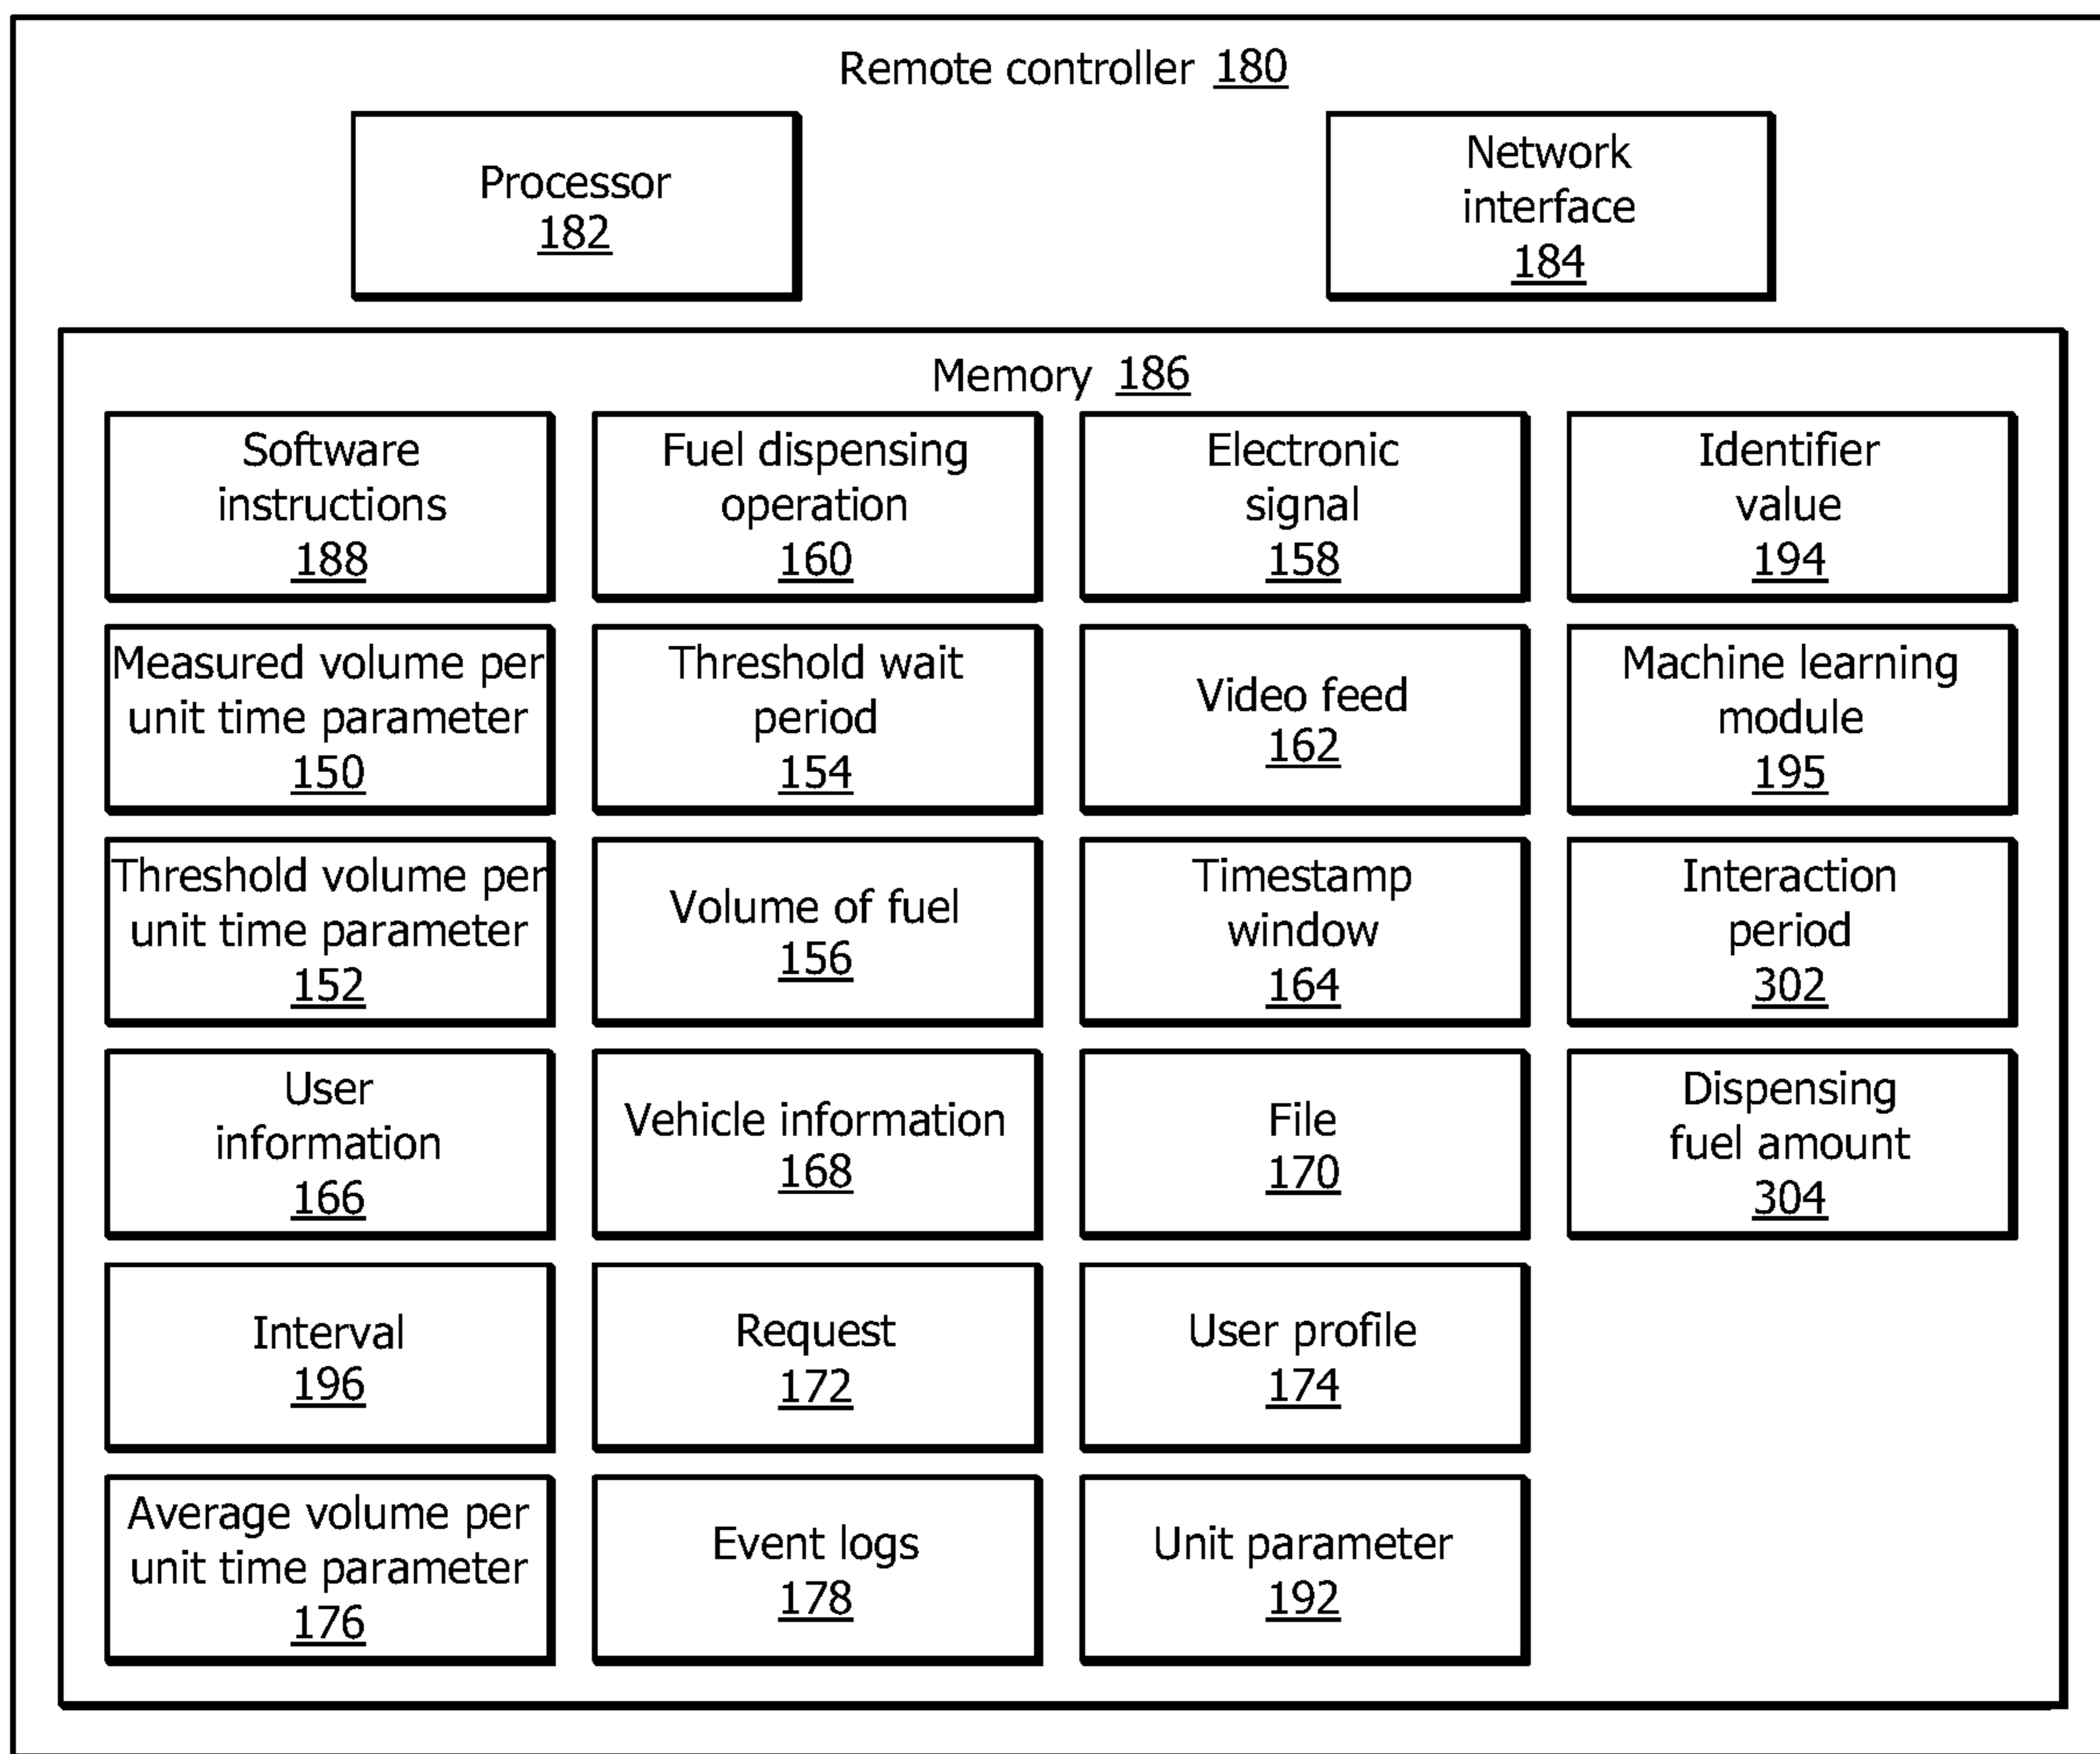 Remote controller 180
Processor
182
Network
interface
184
Memory 186
Software
instructions
188
Fuel dispensing
operation
160
Electronic
signal
158
Identifier
value
194
Measured volume per
unit time parameter
150
Threshold wait
period
154
Video feed
162
Machine learning
module
195
Threshold volume per
unit time parameter
152
Volume of fuel
156
Timestamp
window
164
Interaction
period
302
User
information
166
Vehicle information
168
File
170
Dispensing
fuel amount
304
Interval
196
Request
172
User profile
174
Average volume per
unit time parameter
176
Event logs
178
Unit parameter
192